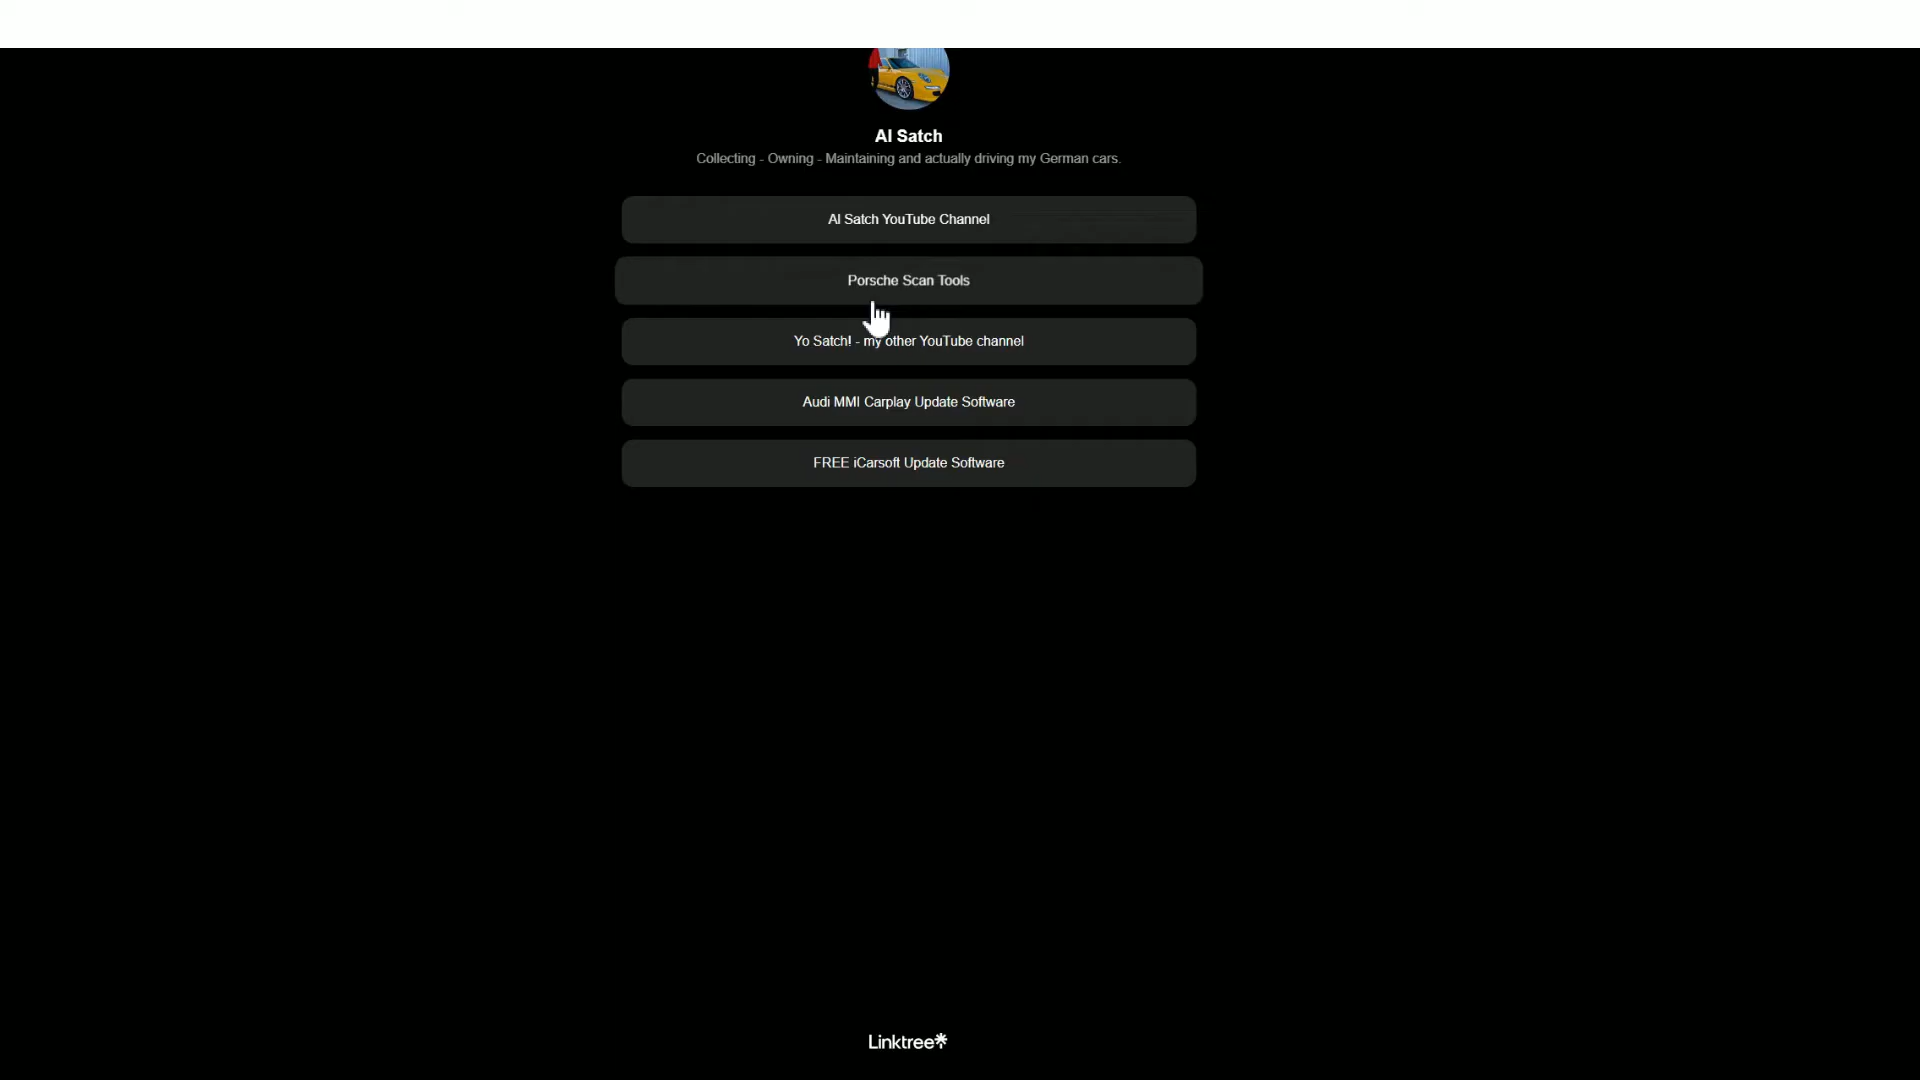 Al Satch
Collecting - Owning - Maintaining and actually driving my German cars.
Al Satch YouTube Channel
Porsche Scan Tools
Yo Satch! - my other YouTube channel
Audi MMI Carplay Update Software
FREE iCarsoft Update Software
Linktree